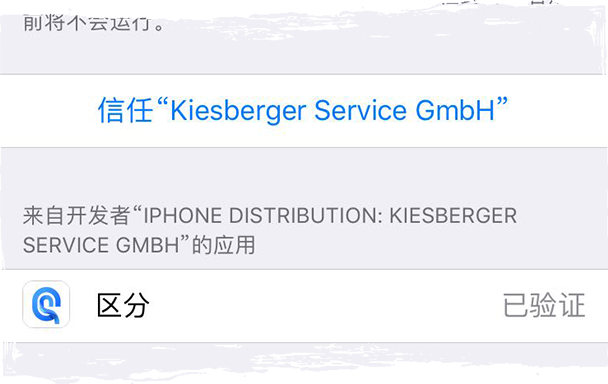 前将不会运行。
信任“Kiesberger Service GmbH”
来自开发者“IPHONE DISTRIBUTION: KIESBERGER
SERVICE GMBH”的应用
区分
已验证